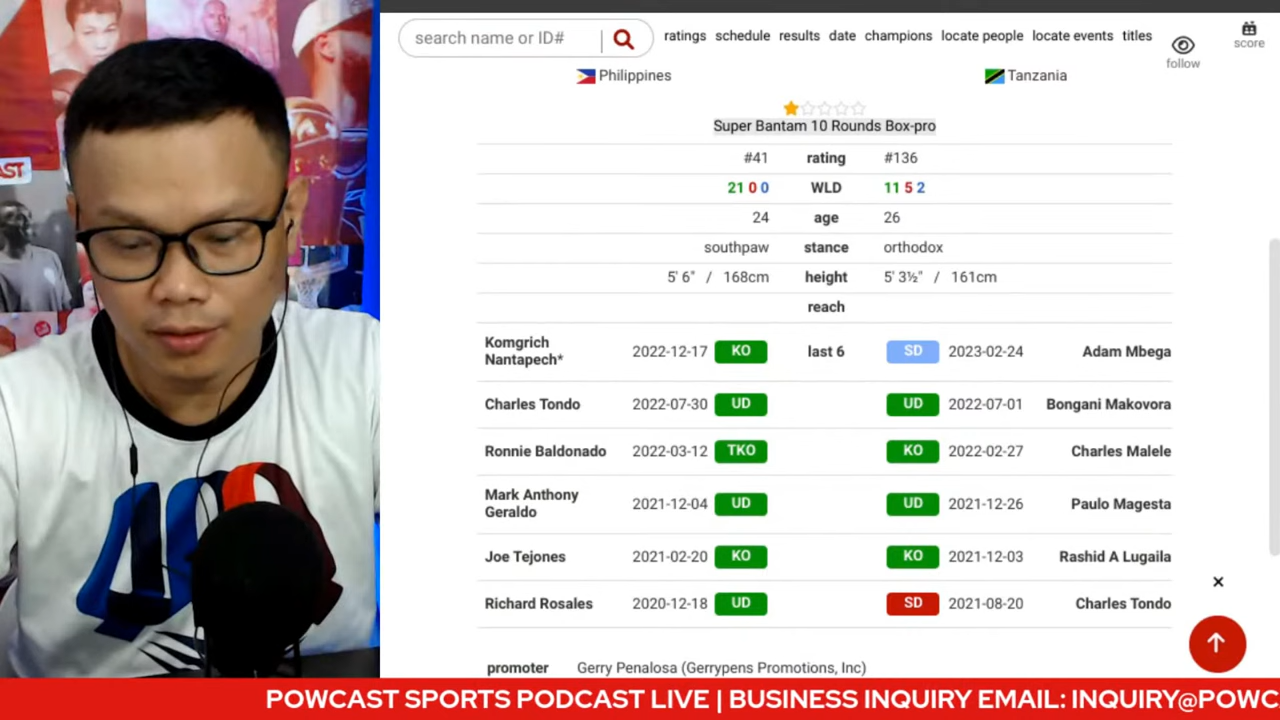 search name or ID#
ratings schedule results date champions locate people locate events titles
follow
score
Philippines
Tanzania
Super Bantam 10 Rounds Box-pro
#41 rating #136
21 0 0 WLD 11 5 2
24 age 26
southpaw stance orthodox
5' 6" / 168cm height 5' 3½" / 161cm
reach
Komgrich Nantapech* 2022-12-17 KO last 6 SD 2023-02-24 Adam Mbega
Charles Tondo 2022-07-30 UD UD 2022-07-01 Bongani Makovora
Ronnie Baldonado 2022-03-12 TKO KO 2022-02-27 Charles Malele
Mark Anthony Geraldo 2021-12-04 UD UD 2021-12-26 Paulo Magesta
Joe Tejones 2021-02-20 KO KO 2021-12-03 Rashid A Lugaila
Richard Rosales 2020-12-18 UD SD 2021-08-20 Charles Tondo
promoter Gerry Penalosa (Gerrypens Promotions, Inc)
POWCAST SPORTS PODCAST LIVE | BUSINESS INQUIRY EMAIL: INQUIRY@POWC